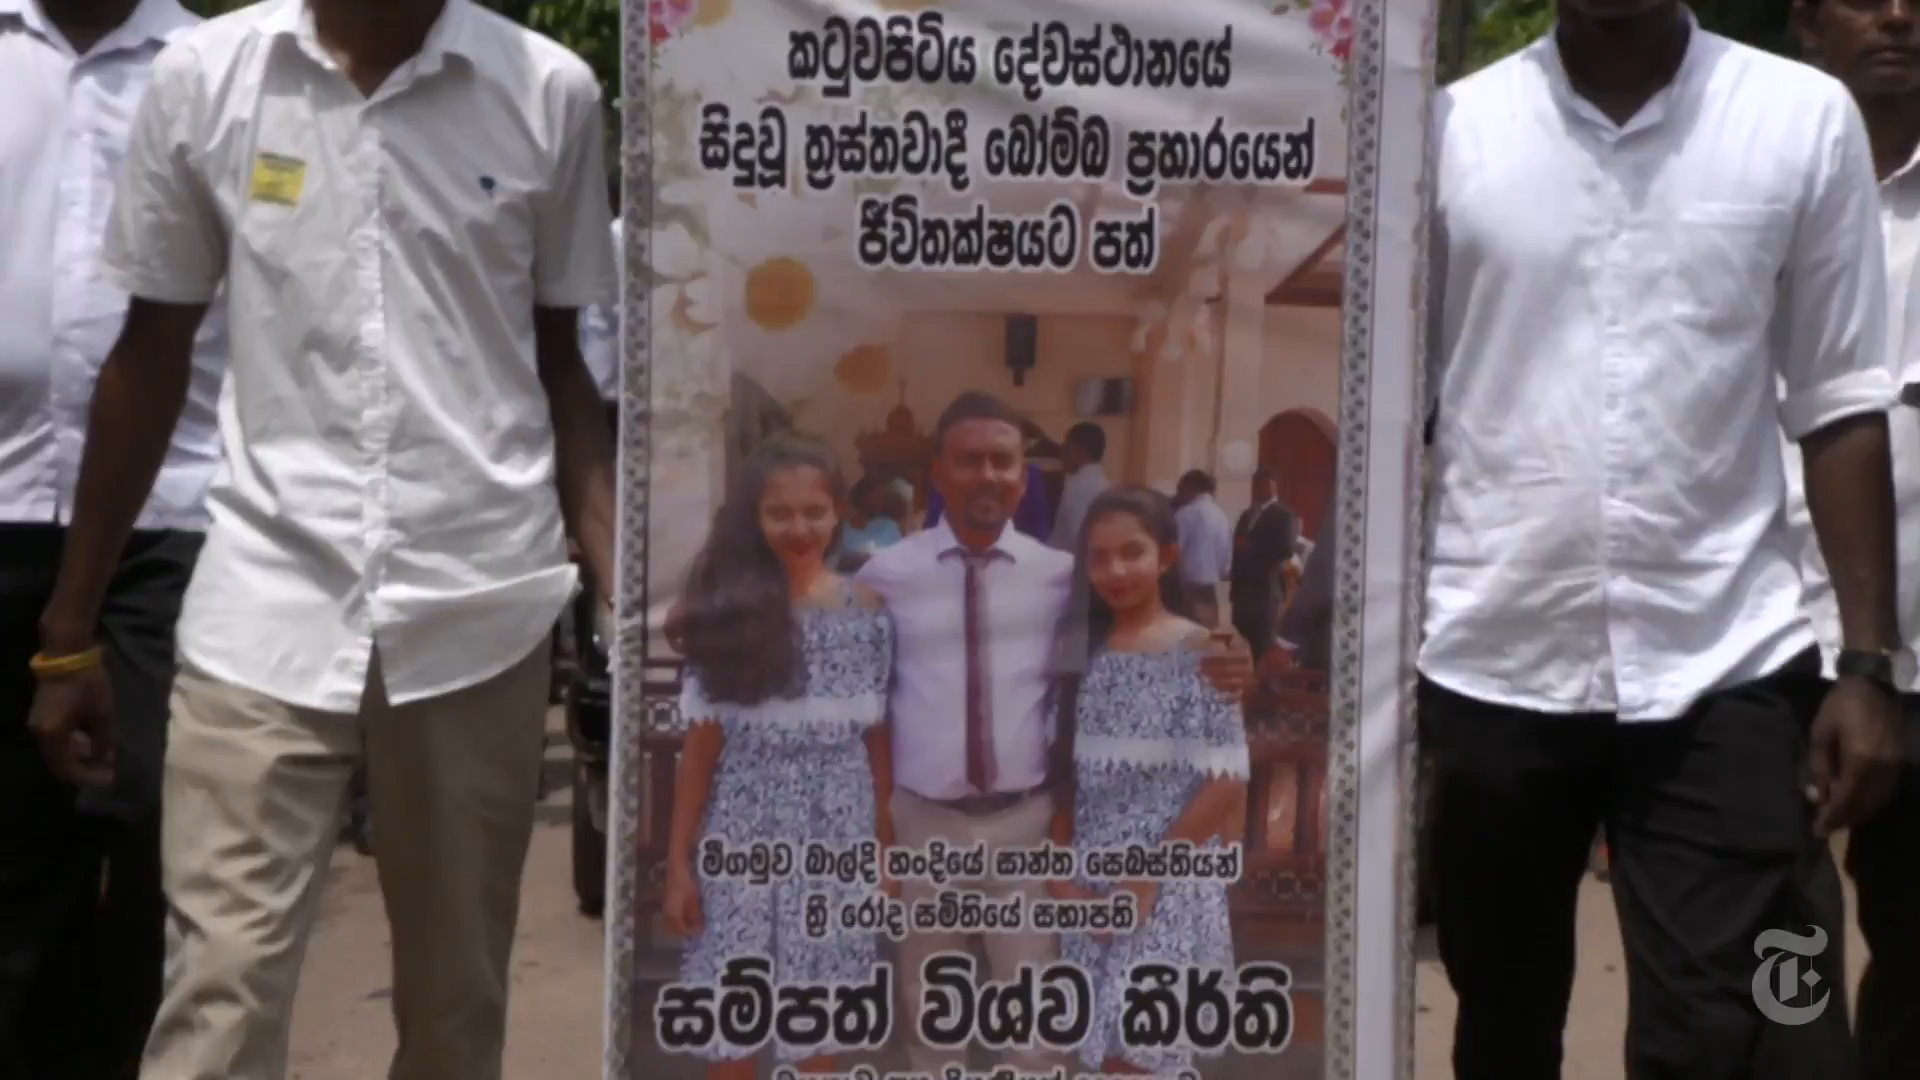 කටුවපිටිය දේවස්ථානයේ
සිදුවූ ත්‍රස්තවාදී බෝම්බ ප්‍රහාරයෙන්
ජීවිතක්ෂයට පත්
මීගමුව බාල්දි හංදියේ සාන්ත සෙබස්තියන්
ත්‍රී රෝද සමිතියේ සභාපති
සම්පත් විශ්ව කීර්ති